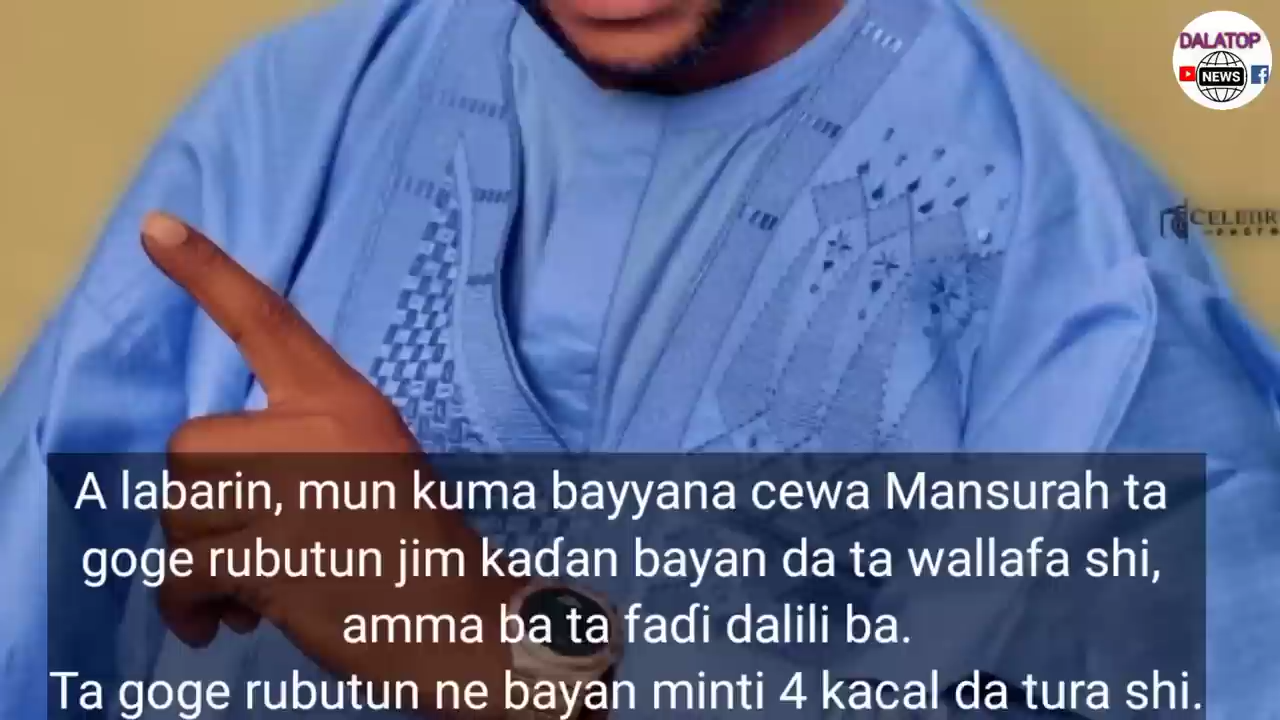 DALATOP
NEWS
CELEBR
A labarin, mun kuma bayyana cewa Mansurah ta
goge rubutun jim kaɗan bayan da ta wallafa shi,
amma ba ta faɗi dalili ba.
Ta goge rubutun ne bayan minti 4 kacal da tura shi.